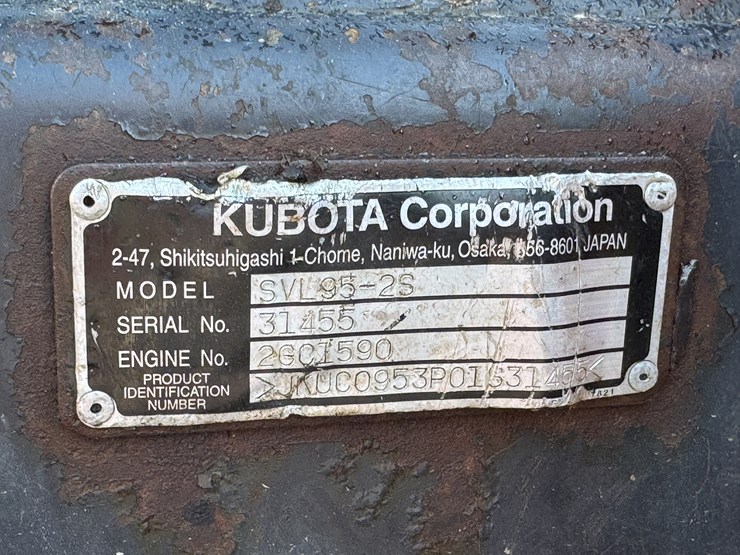 KUBOTA Corporation
2-47, Shikitsuhigashi 1-Chome, Naniwa-ku, Osaka, 556-8601 JAPAN
MODEL SVL95-2S
SERIAL No. 31455
ENGINE No. 2GC1590
PRODUCT IDENTIFICATION NUMBER >JKUC0953P01S31455<